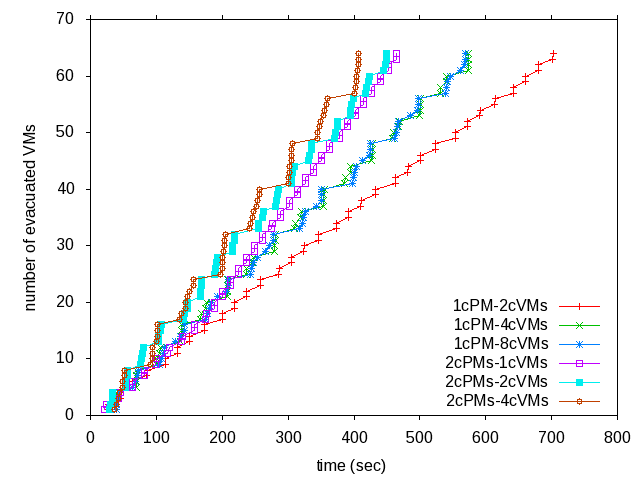 70
60
50
40
30
20
10
0
number of evacuated VMs
1cPM-2cVMs
1cPM-4cVMs
1cPM-8cVMs
2cPMs-1cVMs
2cPMs-2cVMs
2cPMs-4cVMs
0 100 200 300 400 500 600 700 800
time (sec)